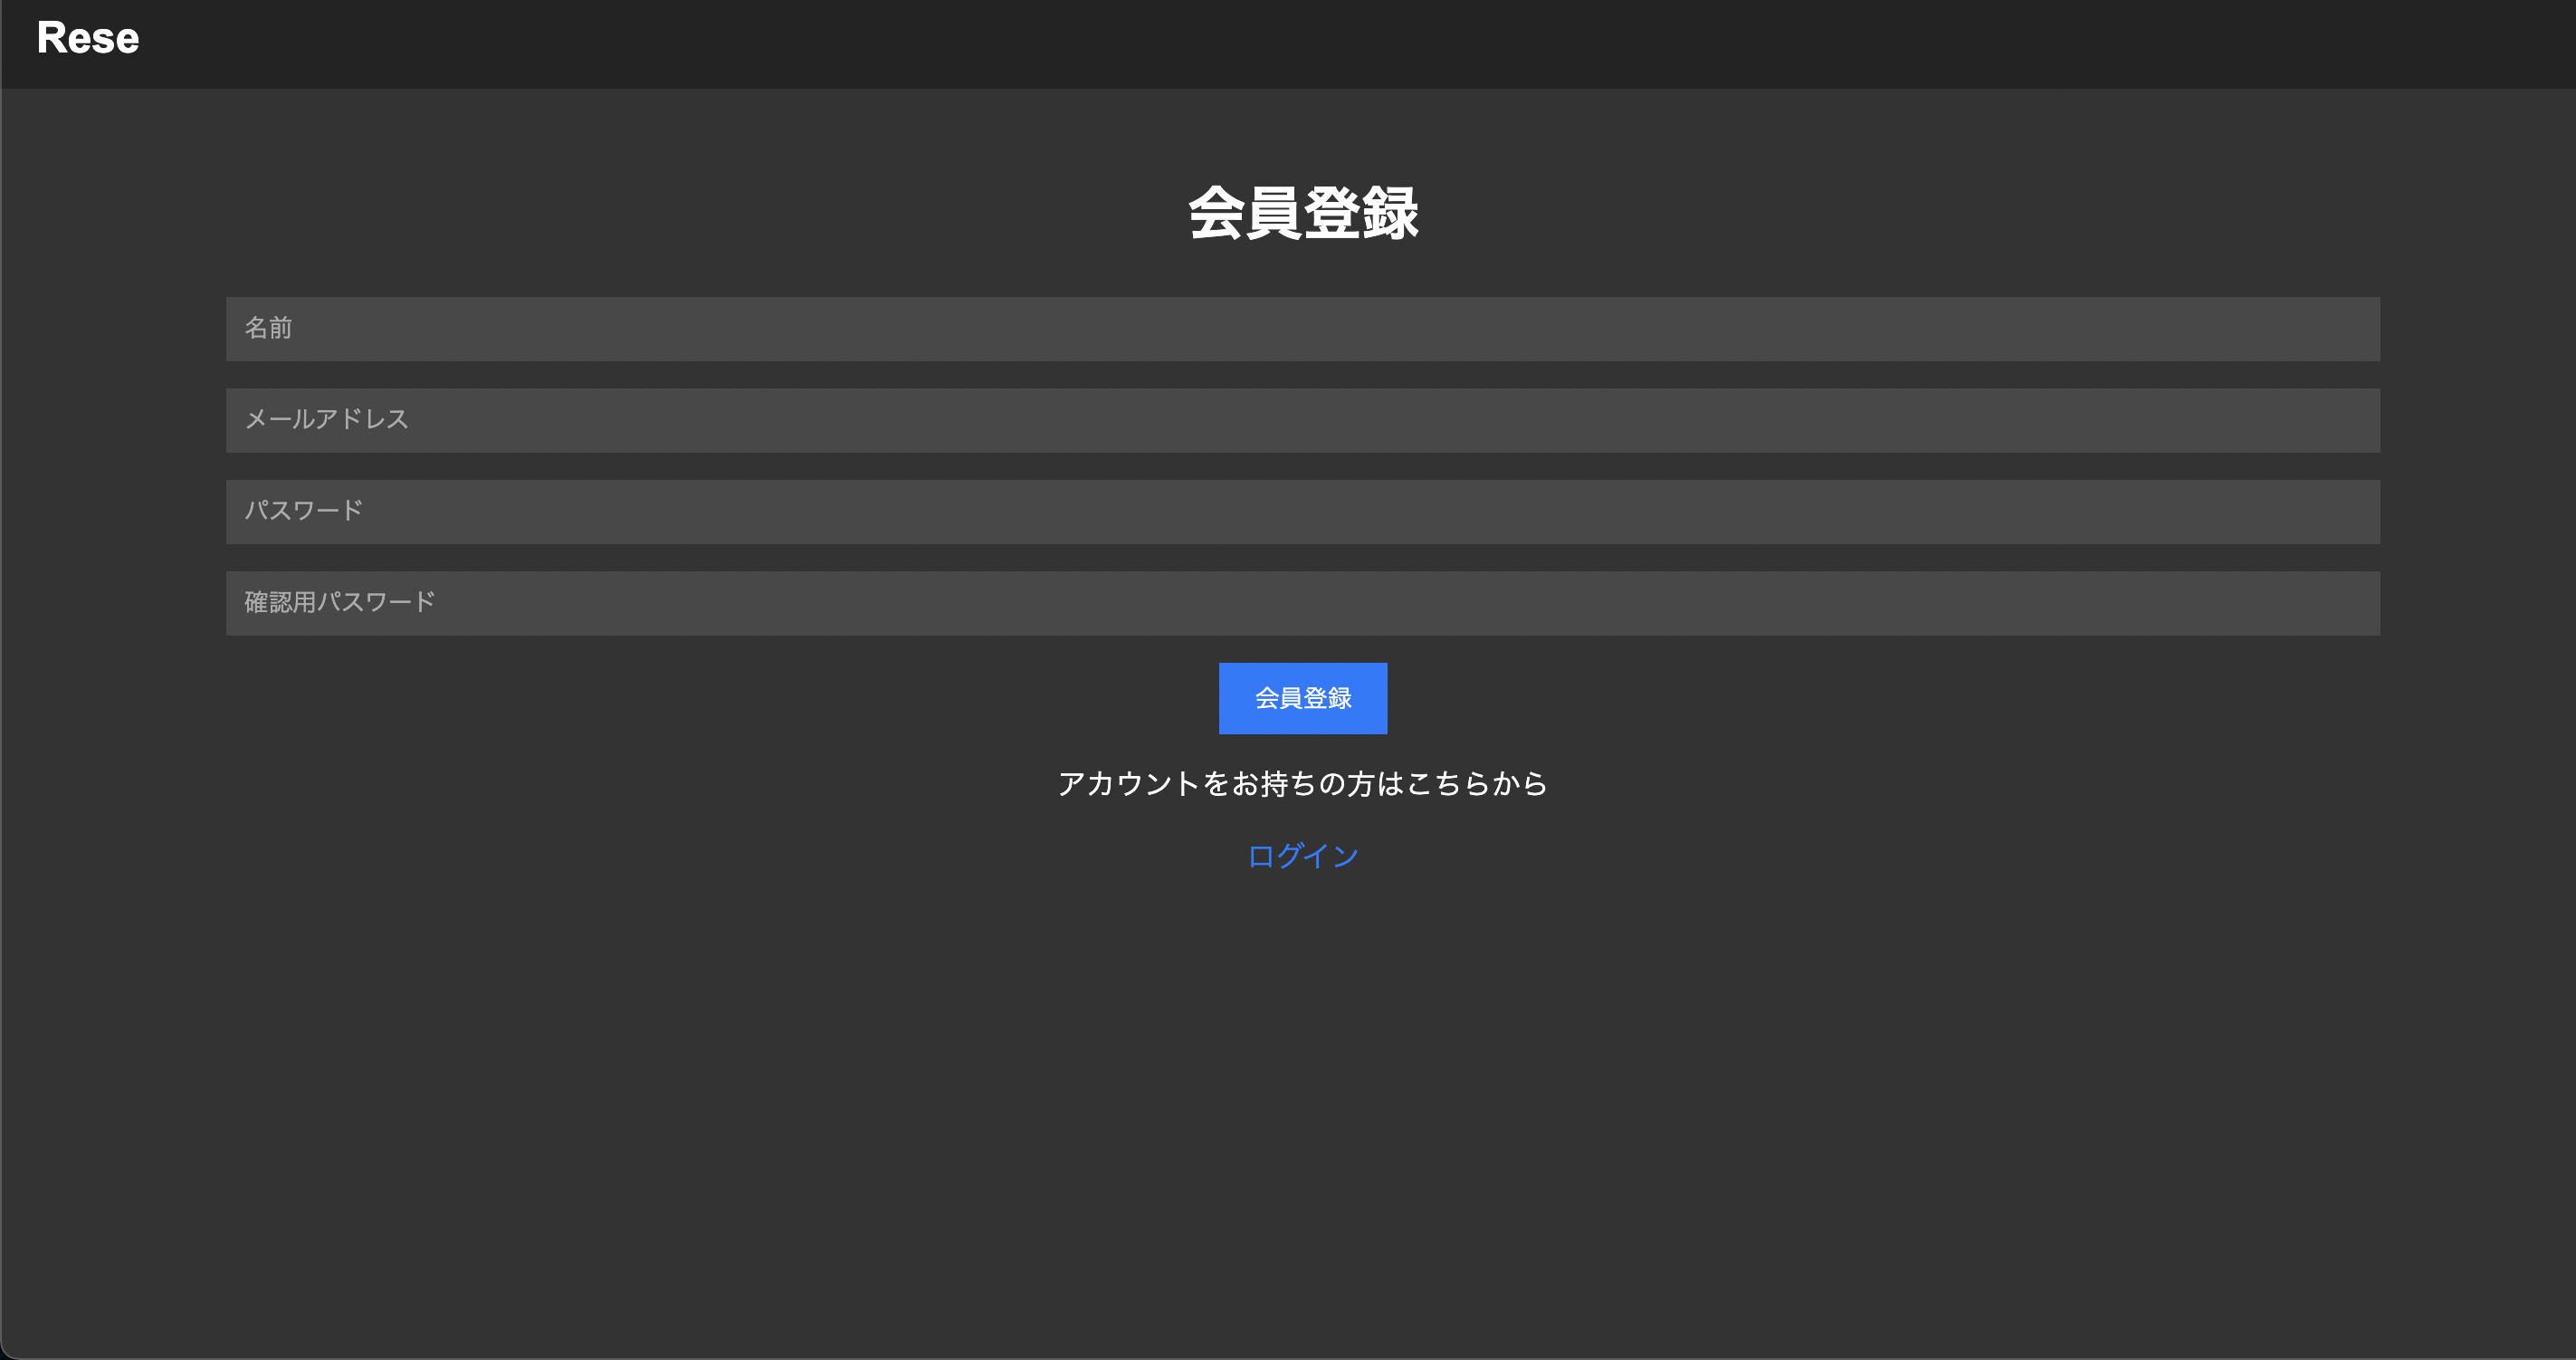 Rese
会員登録
名前
メールアドレス
パスワード
確認用パスワード
会員登録
アカウントをお持ちの方はこちらから
ログイン